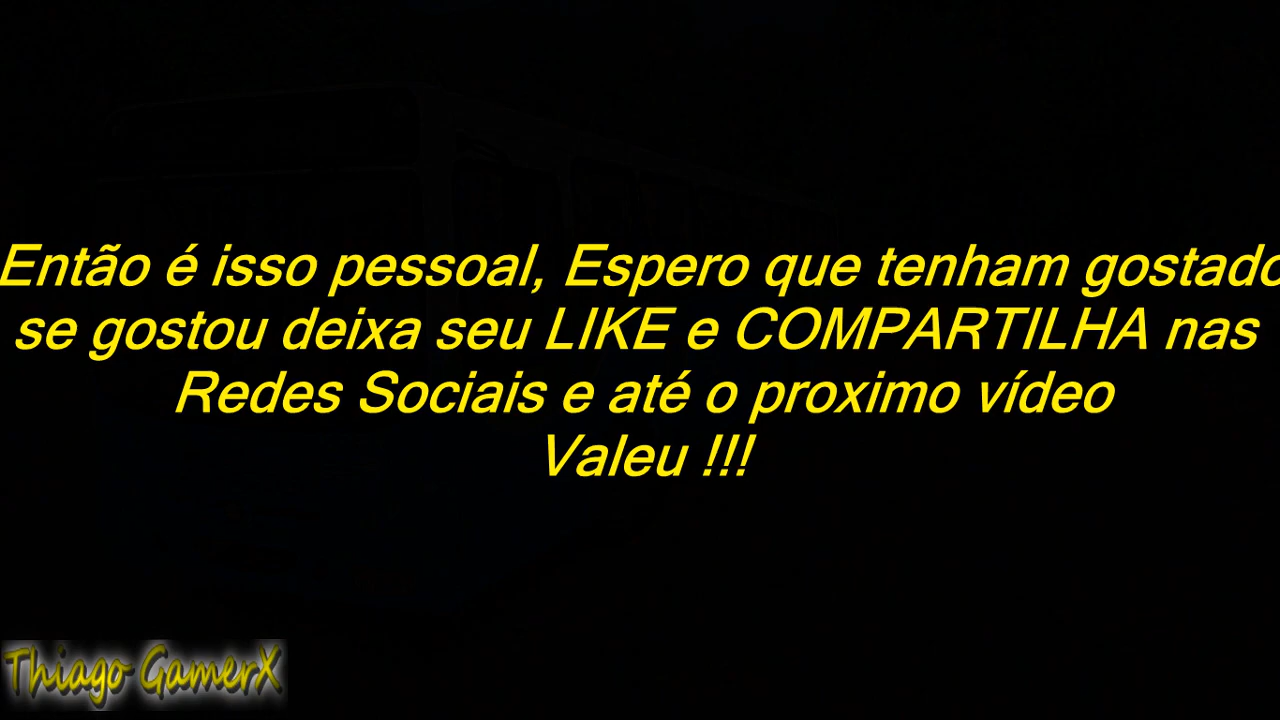 Então é isso pessoal, Espero que tenham gostado
se gostou deixa seu LIKE e COMPARTILHA nas
Redes Sociais e até o proximo vídeo
Valeu !!!
Thiago GamerX